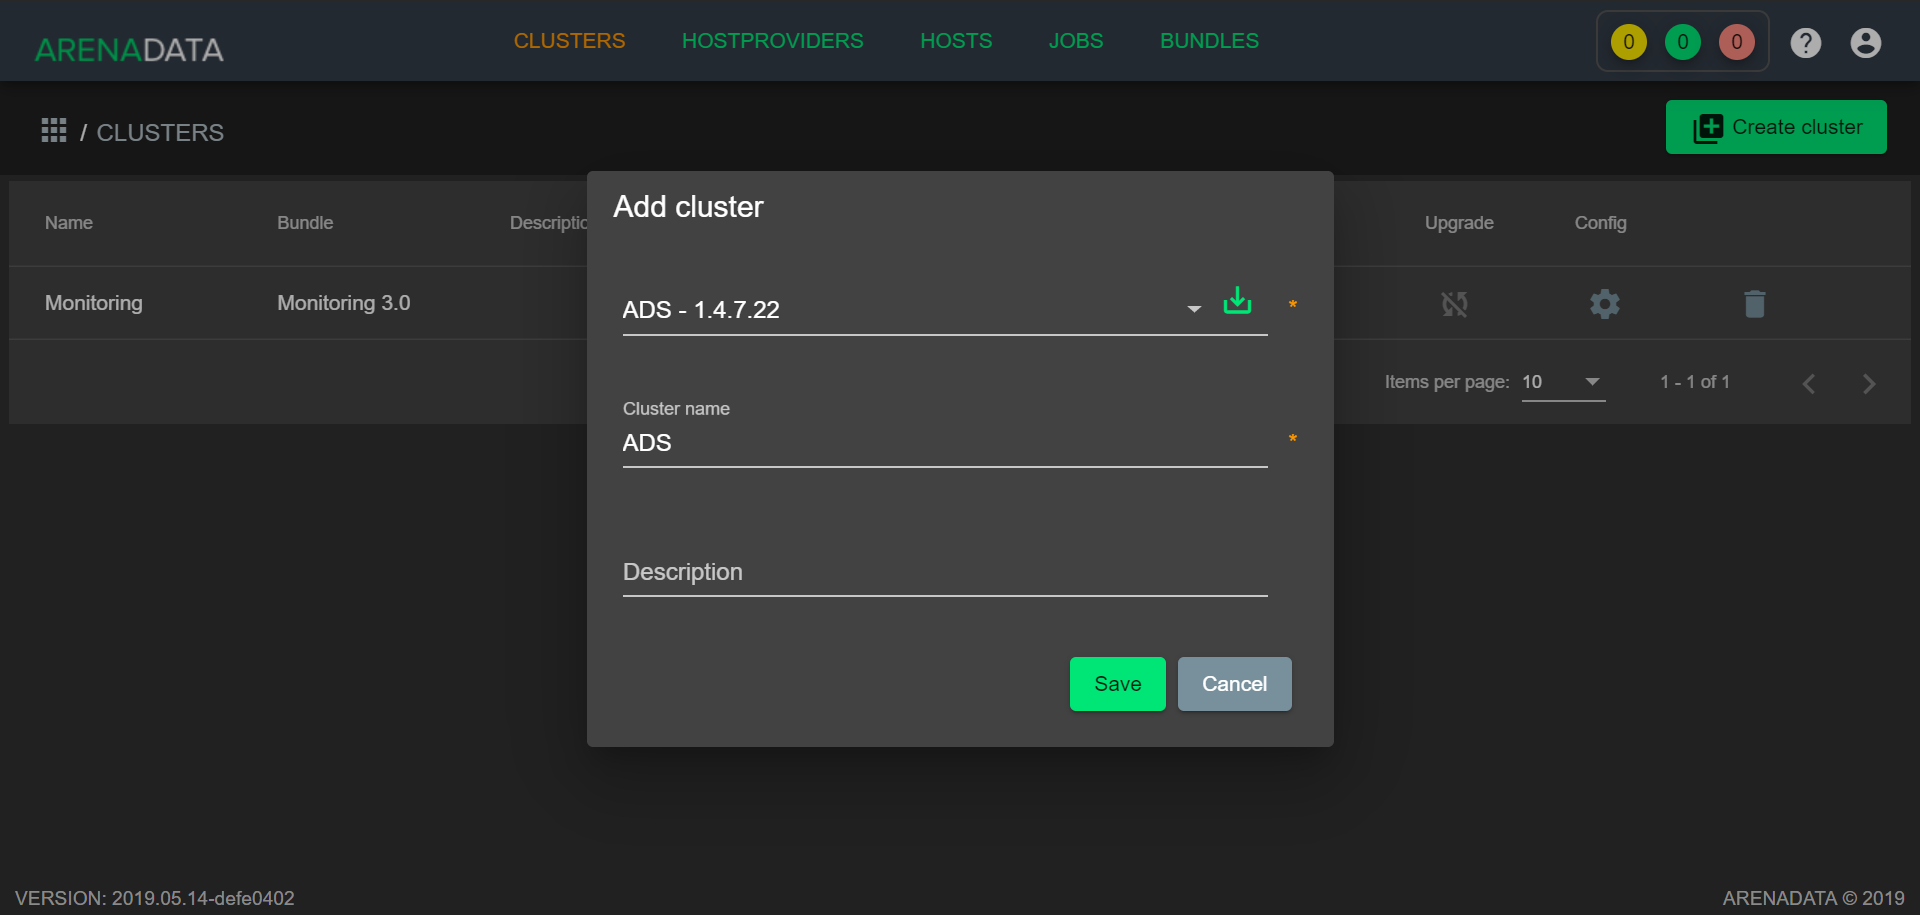 ARENADATA
CLUSTERS HOSTPROVIDERS HOSTS JOBS BUNDLES
0 0 0 ?
/ CLUSTERS
Create cluster
Name Bundle Descriptio Upgrade Config
Monitoring Monitoring 3.0
Items per page: 10 1 - 1 of 1
Add cluster
ADS - 1.4.7.22 *
Cluster name
ADS *
Description
Save Cancel
VERSION: 2019.05.14-defe0402
ARENADATA © 2019